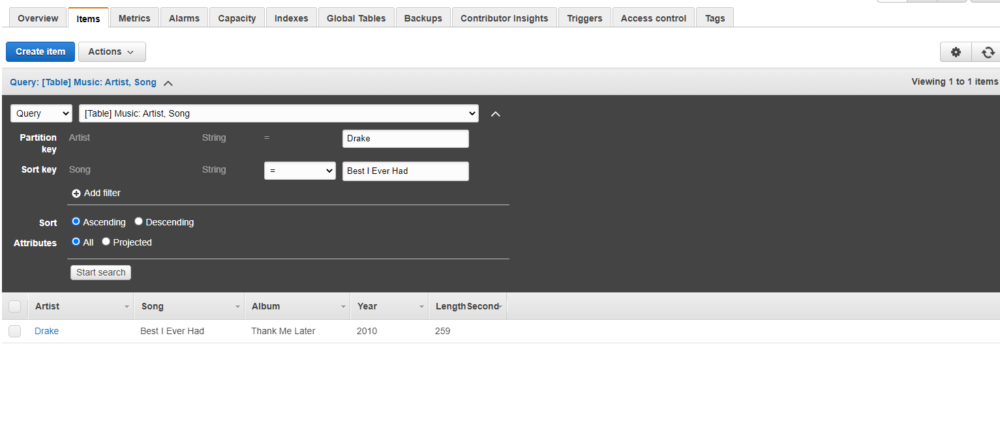 Overview Items Metrics Alarms Capacity Indexes Global Tables Backups Contributor Insights Triggers Access control Tags
Create item Actions
Query: [Table] Music: Artist, Song Viewing 1 to 1 items
Query [Table] Music: Artist, Song
Partition key Artist String = Drake
Sort key Song String = Best I Ever Had
Add filter
Sort Ascending Descending
Attributes All Projected
Start search
Artist Song Album Year LengthSecond
Drake Best I Ever Had Thank Me Later 2010 259